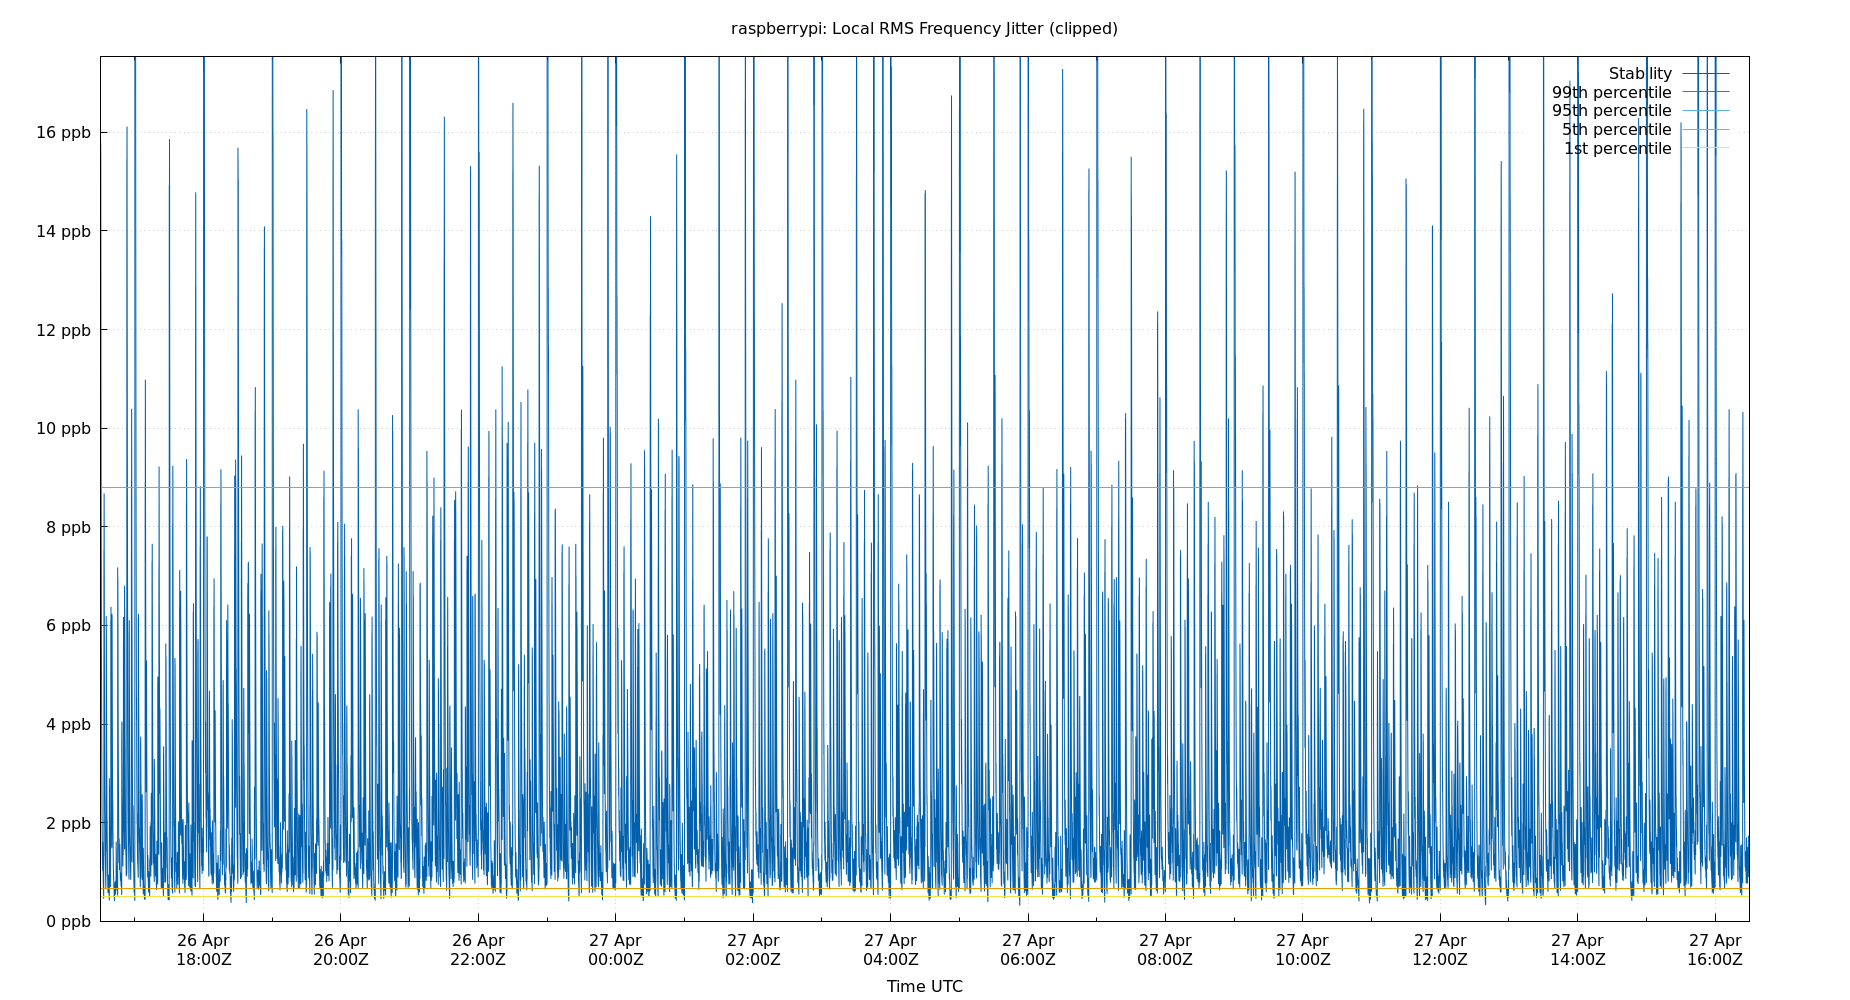 raspberrypi: Local RMS Frequency Jitter (clipped)
Stability
99th percentile
95th percentile
5th percentile
1st percentile
16 ppb
14 ppb
12 ppb
10 ppb
8 ppb
6 ppb
4 ppb
2 ppb
0 ppb
26 Apr 26 Apr 26 Apr 27 Apr 27 Apr 27 Apr 27 Apr 27 Apr 27 Apr 27 Apr 27 Apr 27 Apr
18:00Z 20:00Z 22:00Z 00:00Z 02:00Z 04:00Z 06:00Z 08:00Z 10:00Z 12:00Z 14:00Z 16:00Z
Time UTC